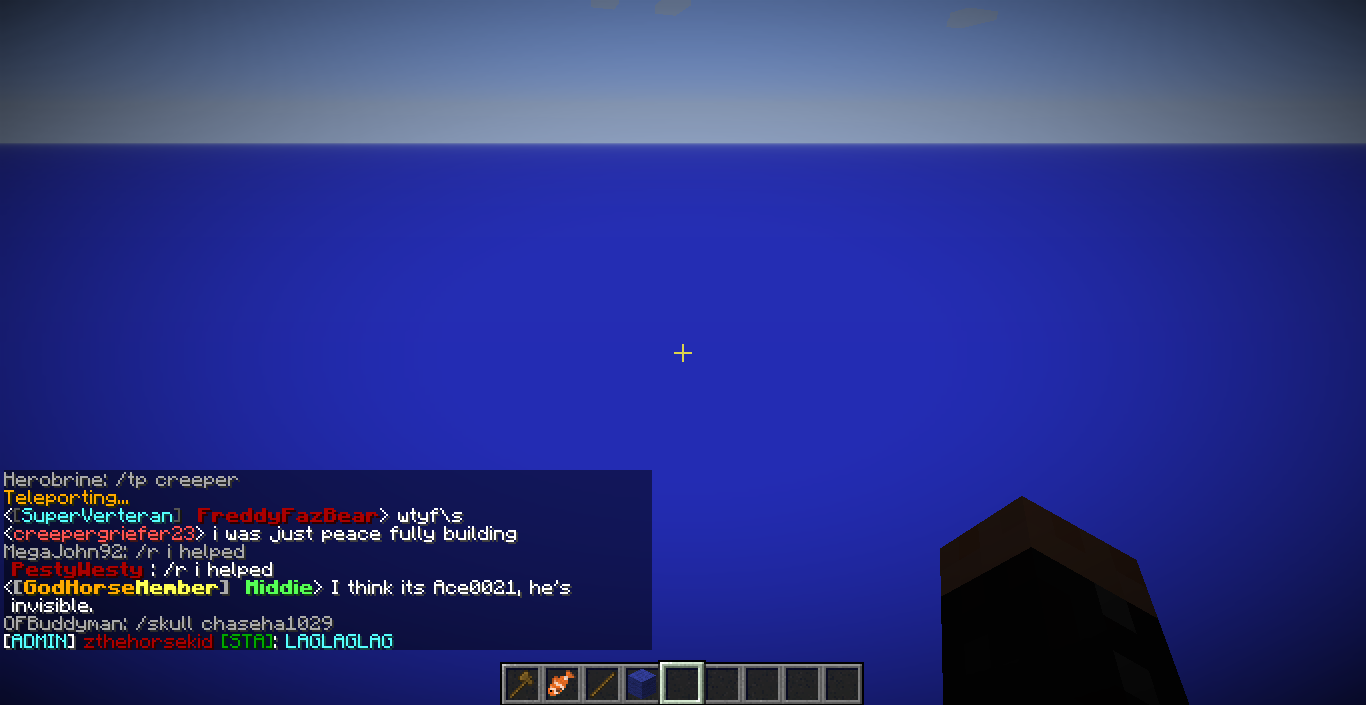 Herobrine: /tp creeper
Teleporting...
<[SuperVerteran] FreddyFazBear> wtyf\s
<creepergriefer23> i was just peace fully building
MegaJohn92: /r i helped
PestyWesty : /r i helped
<[GodHorseMember] Middie> I think its Ace0021, he's
invisible.
OFBuddyman: /skull chaseha1029
[ADMIN] zthehorsekid [STA]: LAGLAGLAG